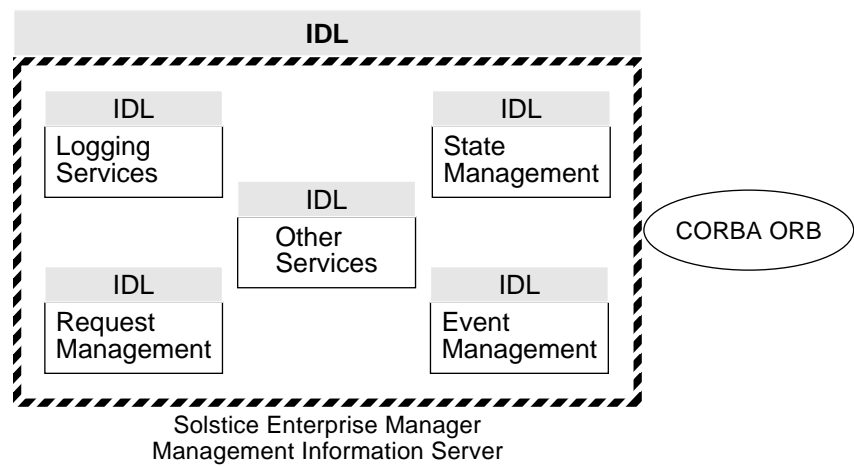 IDL
IDL
Logging
Services
IDL
State
Management
IDL
Other
Services
CORBA ORB
IDL
Request
Management
IDL
Event
Management
Solstice Enterprise Manager
Management Information Server